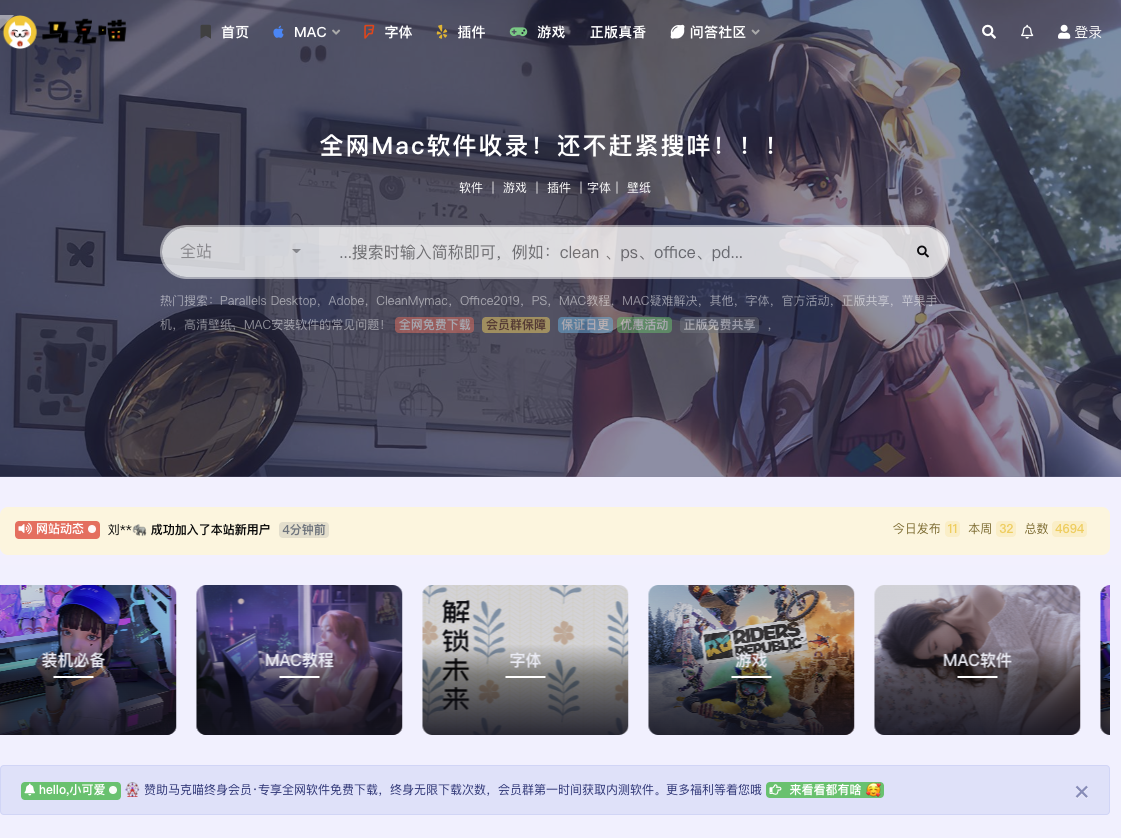 马克喵 首页 MAC 字体 插件 游戏 正版真香 问答社区 登录
全网Mac软件收录！还不赶紧搜咩！！！
软件 | 游戏 | 插件 | 字体 | 壁纸
1:72
全站 ...搜索时输入简称即可，例如：clean 、ps、office、pd...
热门搜索：Parallels Desktop，Adobe，CleanMymac，Office2019，PS，MAC教程，MAC疑难解决，其他，字体，官方活动，正版共享，苹果手
机，高清壁纸，MAC安装软件的常见问题！ 全网免费下载 会员群保障 保证日更 优惠活动 正版免费共享 ，
网站动态 刘**🐘 成功加入了本站新用户 4分钟前 今日发布 11 本周 32 总数 4694
装机必备
MAC教程
解锁未来
字体
RIDERS
REPUBLIC
游戏
MAC软件
hello,小可爱 赞助马克喵终身会员·专享全网软件免费下载，终身无限下载次数，会员群第一时间获取内测软件。更多福利等着您哦 来看看都有啥 🥰 ×